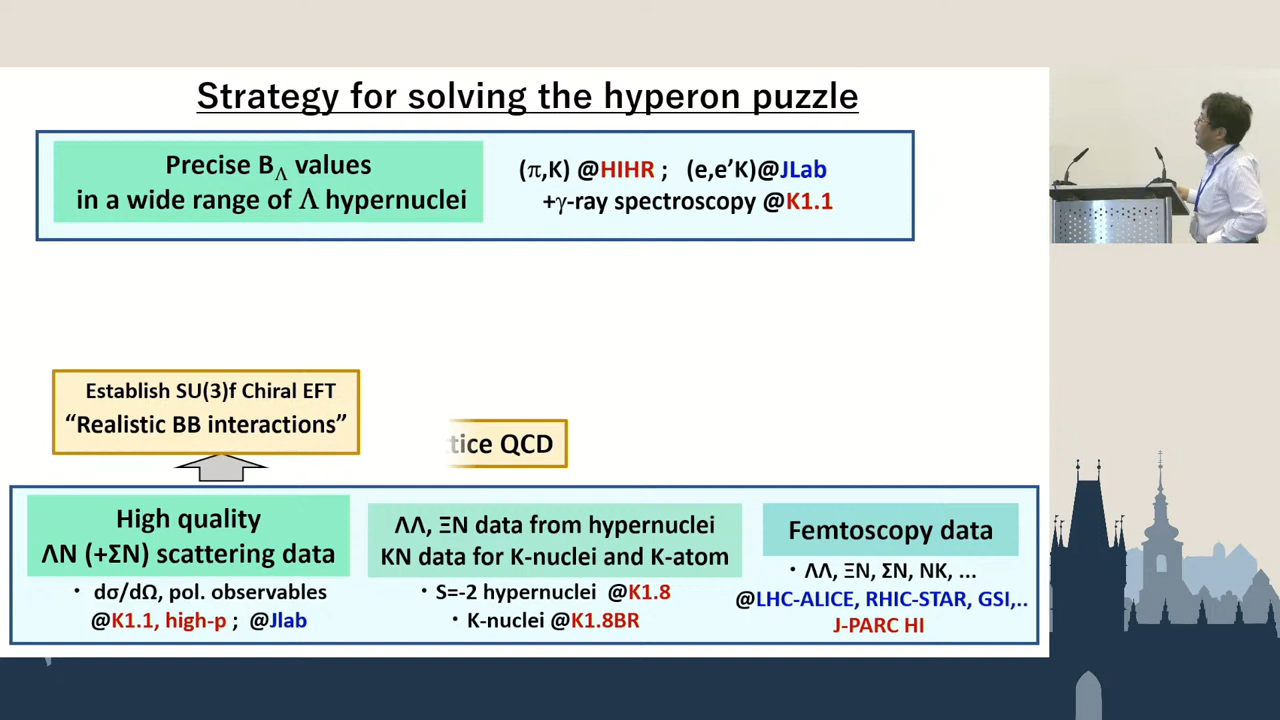 Strategy for solving the hyperon puzzle
Precise BΛ values
in a wide range of Λ hypernuclei
(π,K) @HIHR ; (e,e’K)@JLab
+γ-ray spectroscopy @K1.1
Establish SU(3)f Chiral EFT
“Realistic BB interactions”
tice QCD
High quality
ΛN (+ΣN) scattering data
・ dσ/dΩ, pol. observables
@K1.1, high-p ; @Jlab
ΛΛ, ΞN data from hypernuclei
KN data for K-nuclei and K-atom
・S=-2 hypernuclei @K1.8
・K-nuclei @K1.8BR
Femtoscopy data
・ΛΛ, ΞN, ΣN, NK, ...
@LHC-ALICE, RHIC-STAR, GSI,..
J-PARC HI